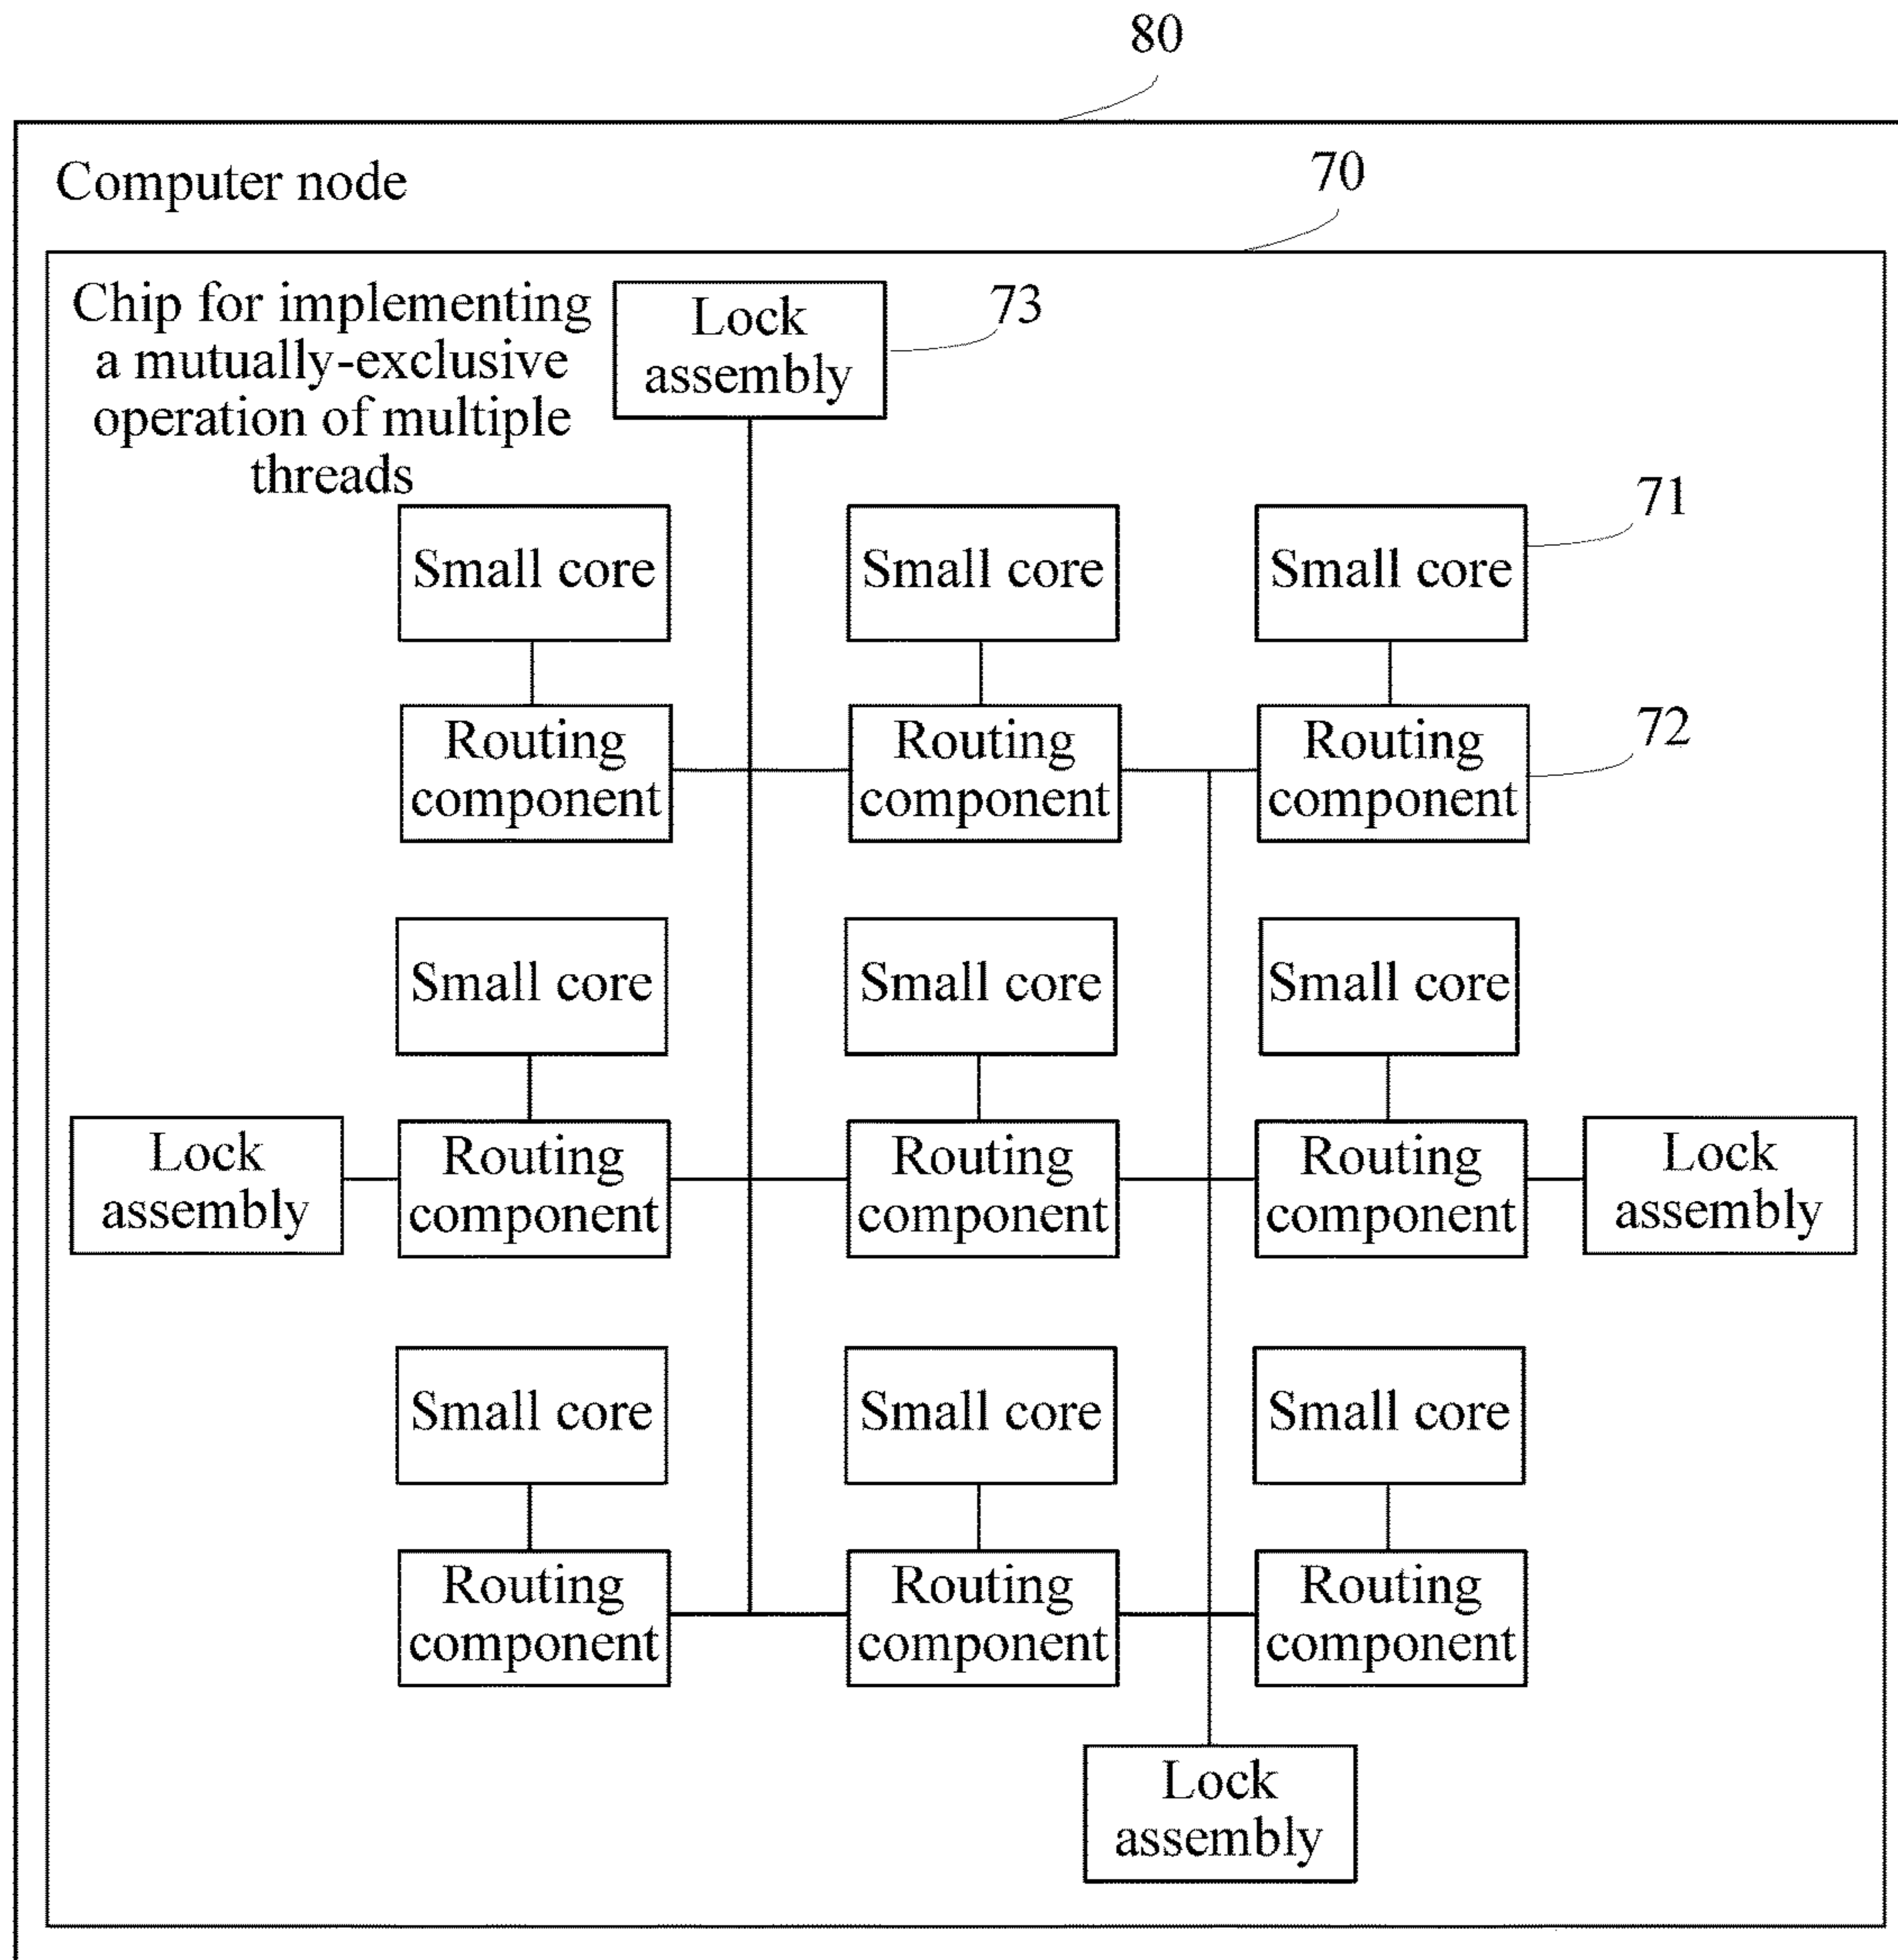 80
Computer node
70
Chip for implementing
a mutually-exclusive
operation of multiple
threads
Lock
assembly
73
Small core
Small core
Small core
71
Routing
component
Routing
component
Routing
component
72
Small core
Small core
Small core
Lock
assembly
Routing
component
Routing
component
Routing
component
Lock
assembly
Small core
Small core
Small core
Routing
component
Routing
component
Routing
component
Lock
assembly